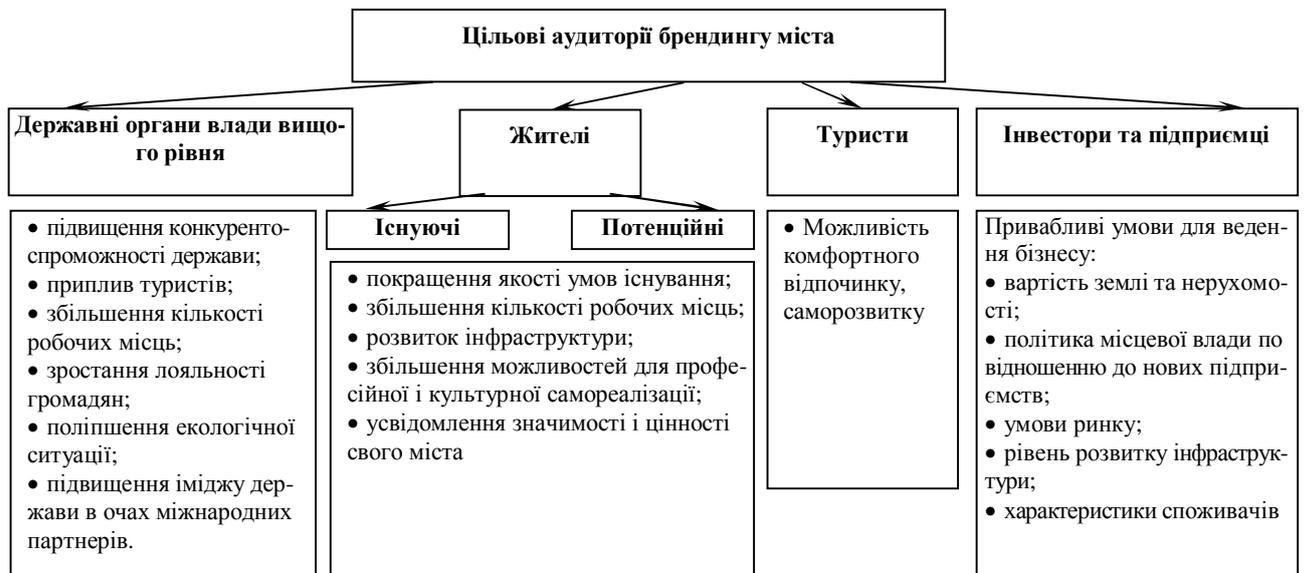 Цільові аудиторії брендингу міста
Державні органи влади вищо-
го рівня
Жителі
Туристи
Інвестори та підприємці
Існуючі
Потенційні
• підвищення конкуренто-
спроможності держави;
• приплив туристів;
• збільшення кількості
робочих місць;
• зростання лояльності
громадян;
• поліпшення екологічної
ситуації;
• підвищення іміджу дер-
жави в очах міжнародних
партнерів.
• покращення якості умов існування;
• збільшення кількості робочих місць;
• розвиток інфраструктури;
• збільшення можливостей для профе-
сійної і культурної самореалізації;
• усвідомлення значимості і цінності
свого міста
• Можливість
комфортного
відпочинку,
саморозвитку
Привабливі умови для веден-
ня бізнесу:
• вартість землі та нерухомо-
сті;
• політика місцевої влади по
відношенню до нових підпри-
ємств;
• умови ринку;
• рівень розвитку інфраструк-
тури;
• характеристики споживачів